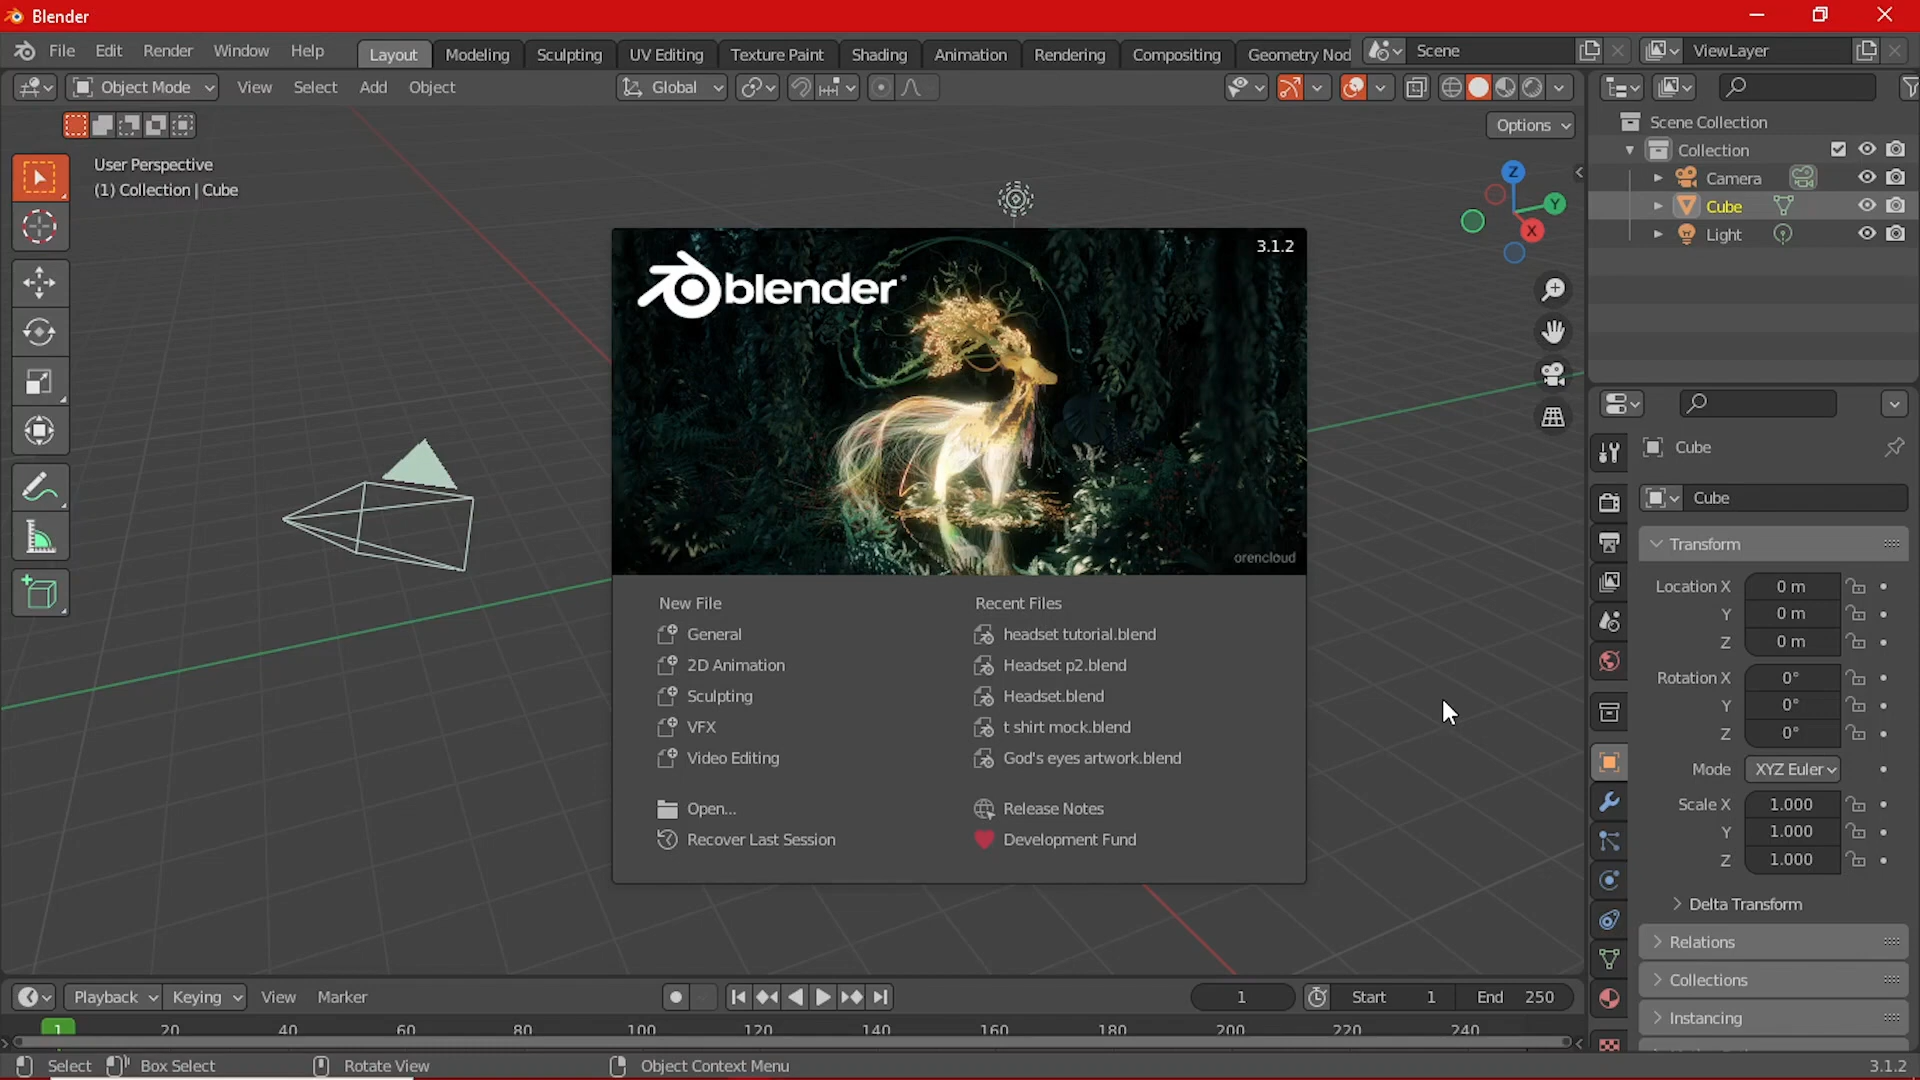 Blender
File Edit Render Window Help Layout Modeling Sculpting UV Editing Texture Paint Shading Animation Rendering Compositing Geometry Nod Scene ViewLayer
Object Mode View Select Add Object Global
Options
User Perspective
(1) Collection | Cube
Z
Y
X
Scene Collection
Collection
Camera
Cube
Light
blender
3.1.2
orencloud
New File
General
2D Animation
Sculpting
VFX
Video Editing
Open...
Recover Last Session
Recent Files
headset tutorial.blend
Headset p2.blend
Headset.blend
t shirt mock.blend
God's eyes artwork.blend
Release Notes
Development Fund
Cube
Cube
Transform
Location X 0 m
Y 0 m
Z 0 m
Rotation X 0°
Y 0°
Z 0°
Mode XYZ Euler
Scale X 1.000
Y 1.000
Z 1.000
Delta Transform
Relations
Collections
Instancing
Playback Keying View Marker 1 Start 1 End 250
1 20 40 60 80 100 120 140 160 180 200 220 240
Select Box Select Rotate View Object Context Menu 3.1.2